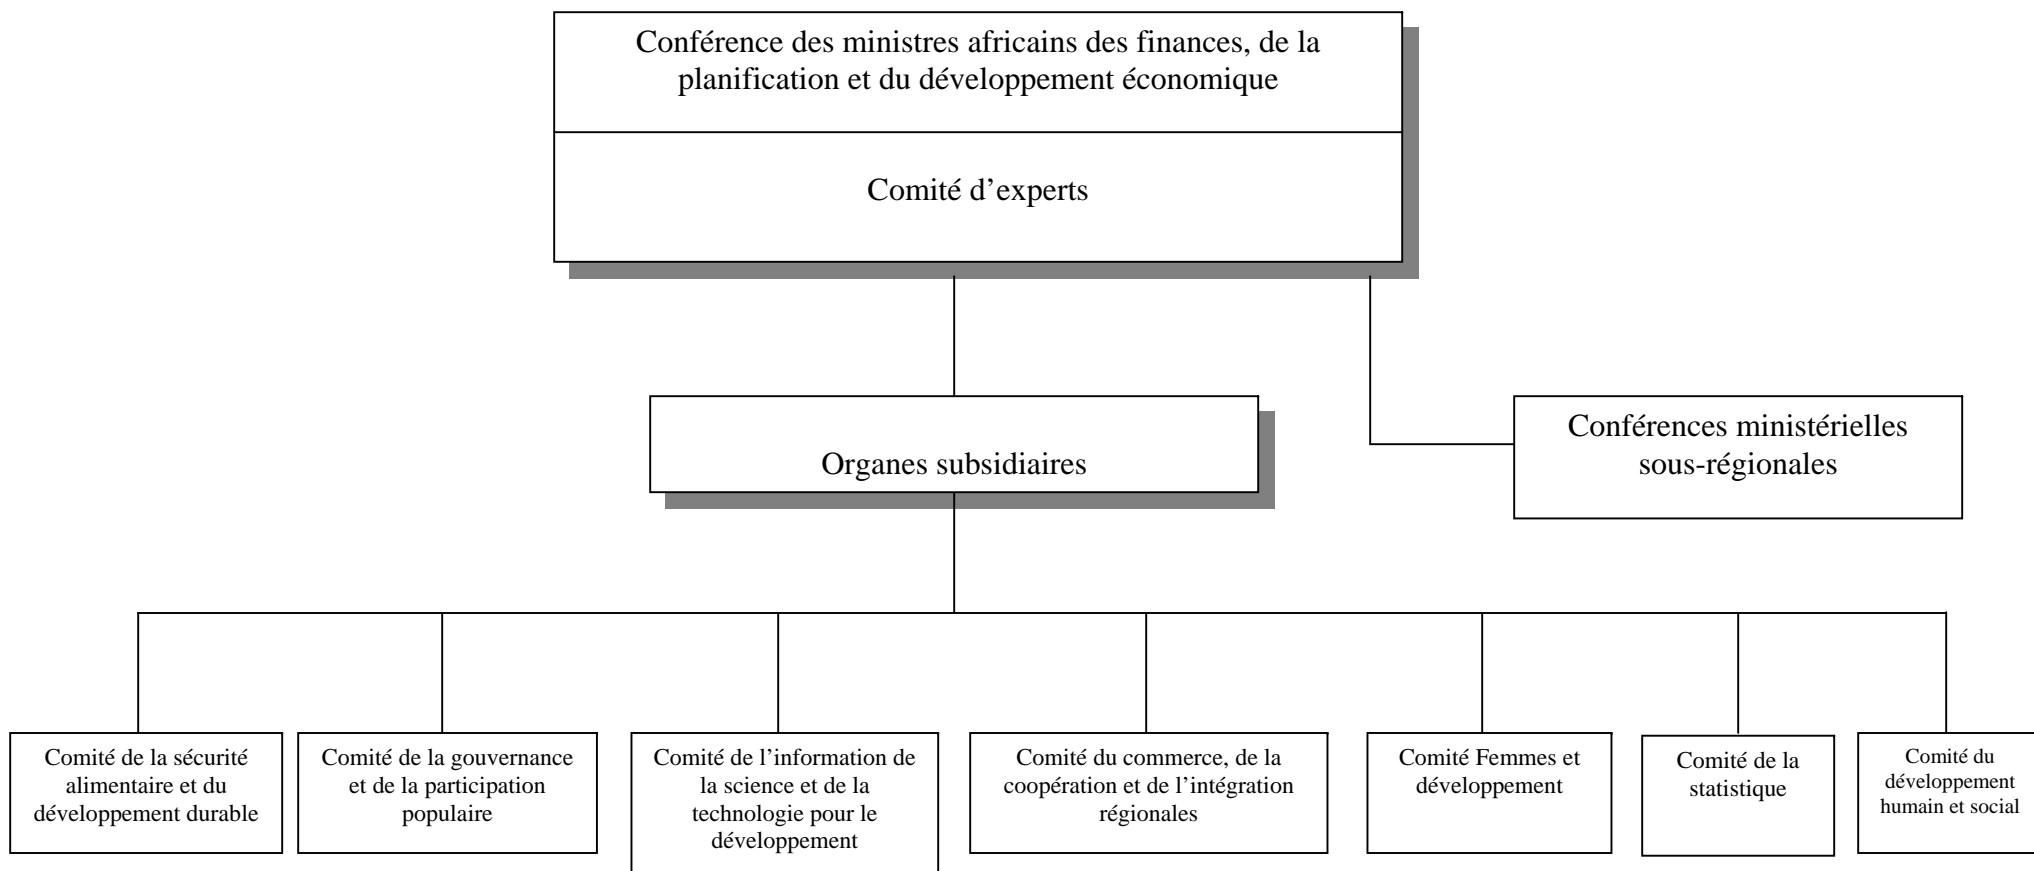 Conférence des ministres africains des finances, de la
planification et du développement économique
Comité d’experts
Organes subsidiaires
Conférences ministérielles
sous-régionales
Comité de la sécurité
alimentaire et du
développement durable
Comité de la gouvernance
et de la participation
populaire
Comité de l’information de
la science et de la
technologie pour le
développement
Comité du commerce, de la
coopération et de l’intégration
régionales
Comité Femmes et
développement
Comité de la
statistique
Comité du
développement
humain et social